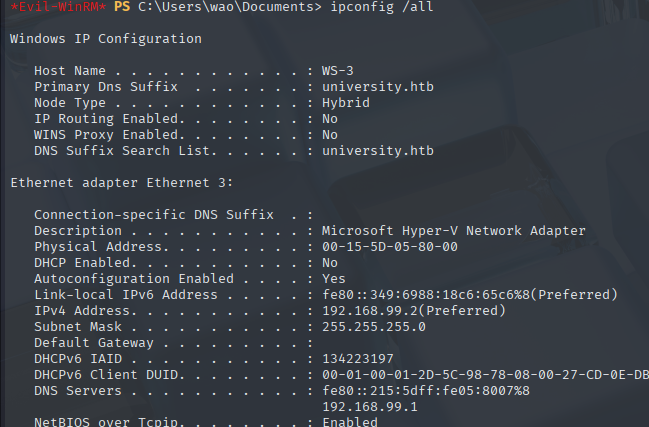 *Evil-WinRM* PS C:\Users\wao\Documents> ipconfig /all
Windows IP Configuration
Host Name . . . . . . . . . . . . : WS-3
Primary Dns Suffix  . . . . . . . : university.htb
Node Type . . . . . . . . . . . . : Hybrid
IP Routing Enabled. . . . . . . . : No
WINS Proxy Enabled. . . . . . . . : No
DNS Suffix Search List. . . . . . : university.htb
Ethernet adapter Ethernet 3:
Connection-specific DNS Suffix  . :
Description . . . . . . . . . . . : Microsoft Hyper-V Network Adapter
Physical Address. . . . . . . . . : 00-15-5D-05-80-00
DHCP Enabled. . . . . . . . . . . : No
Autoconfiguration Enabled . . . . : Yes
Link-local IPv6 Address . . . . . : fe80::349:6988:18c6:65c6%8(Preferred)
IPv4 Address. . . . . . . . . . . : 192.168.99.2(Preferred)
Subnet Mask . . . . . . . . . . . : 255.255.255.0
Default Gateway . . . . . . . . . :
DHCPv6 IAID . . . . . . . . . . . : 134223197
DHCPv6 Client DUID. . . . . . . . : 00-01-00-01-2D-5C-98-78-08-00-27-CD-0E-DB
DNS Servers . . . . . . . . . . . : fe80::215:5dff:fe05:8007%8
192.168.99.1
NetBIOS over Tcpip. . . . . . . . : Enabled